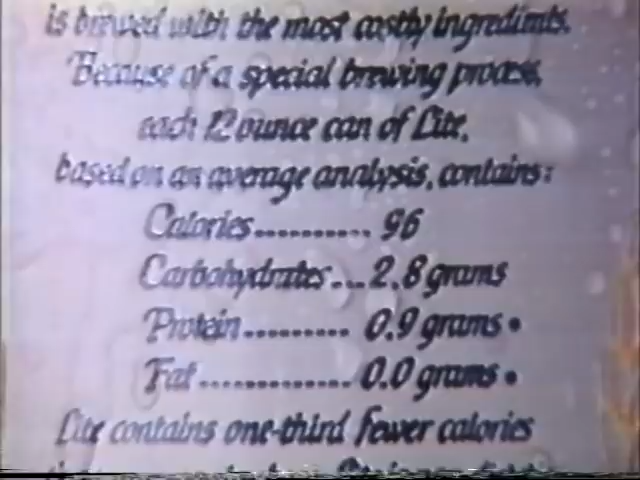 is brewed with the most costly ingredients.
Because of a special brewing process,
each 12 ounce can of Lite,
based on an average analysis, contains:
Calories.......... 96
Carbohydrates...2.8 grams
Protein......... 0.9 grams
Fat............. 0.0 grams
Lite contains one-third fewer calories